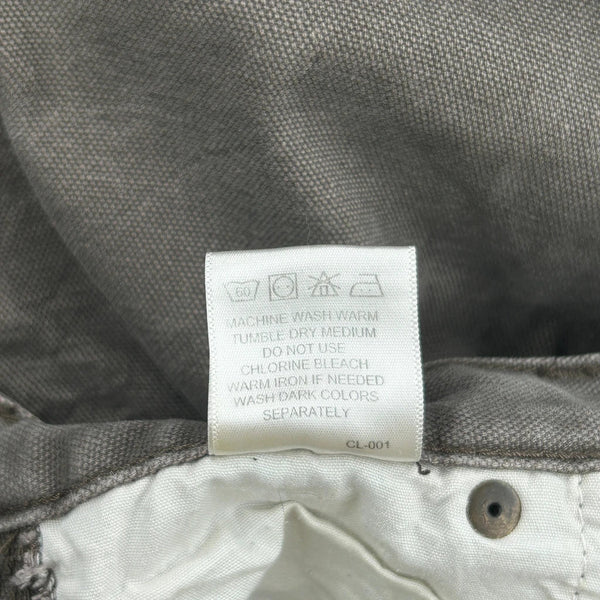 60
MACHINE WASH WARM
TUMBLE DRY MEDIUM
DO NOT USE
CHLORINE BLEACH
WARM IRON IF NEEDED
WASH DARK COLORS
SEPARATELY
CL-001